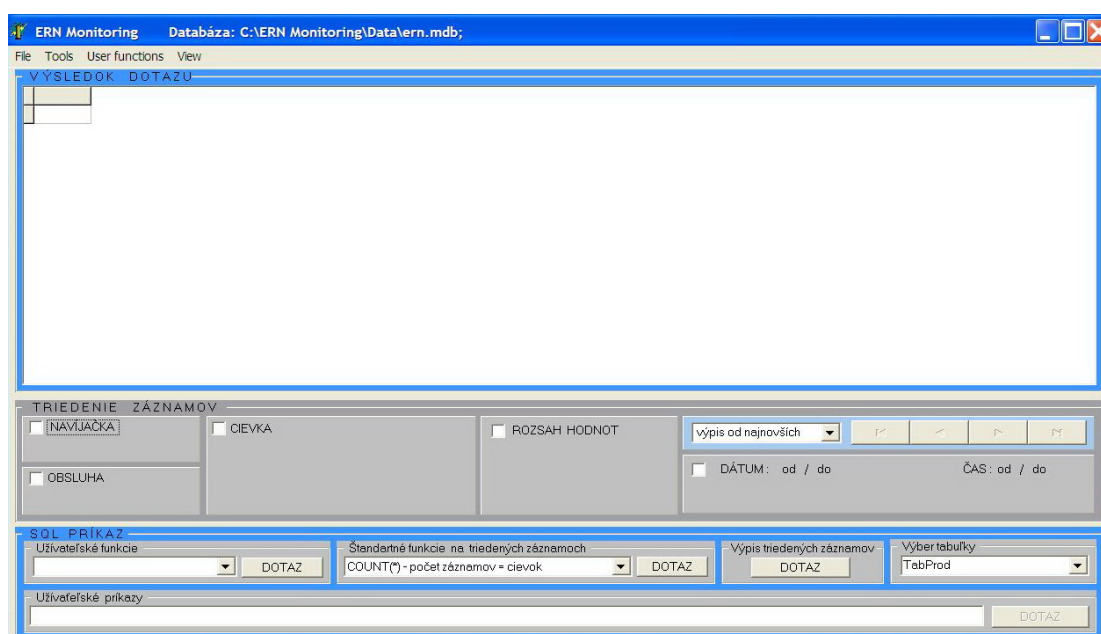 ERN Monitoring Databáza: C:\ERN Monitoring\Data\ern.mdb;
File Tools User functions View
VÝSLEDOK DOTAZU
TRIEDENIE ZÁZNAMOV
NAVÍJAČKA
CIEVKA
ROZSAH HODNOT
výpis od najnovších
OBSLUHA
DÁTUM: od / do ČAS: od / do
SQL PRÍKAZ
Užívateľské funkcie
DOTAZ
Štandartné funkcie na triedených záznamoch
COUNT(*) - počet záznamov = cievok
DOTAZ
Výpis triedených záznamov
DOTAZ
Výber tabuľky
TabProd
Užívateľské príkazy
DOTAZ